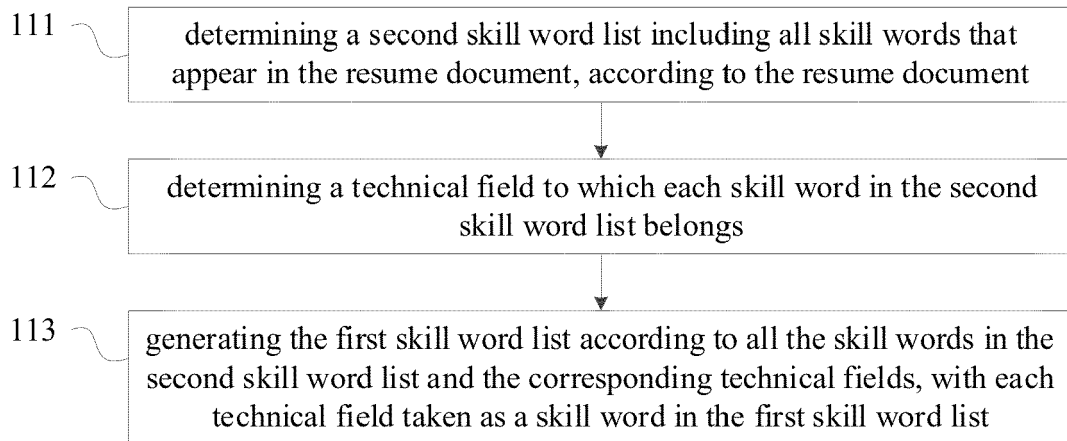 111
determining a second skill word list including all skill words that
appear in the resume document, according to the resume document
112
determining a technical field to which each skill word in the second
skill word list belongs
113
generating the first skill word list according to all the skill words in the
second skill word list and the corresponding technical fields, with each
technical field taken as a skill word in the first skill word list